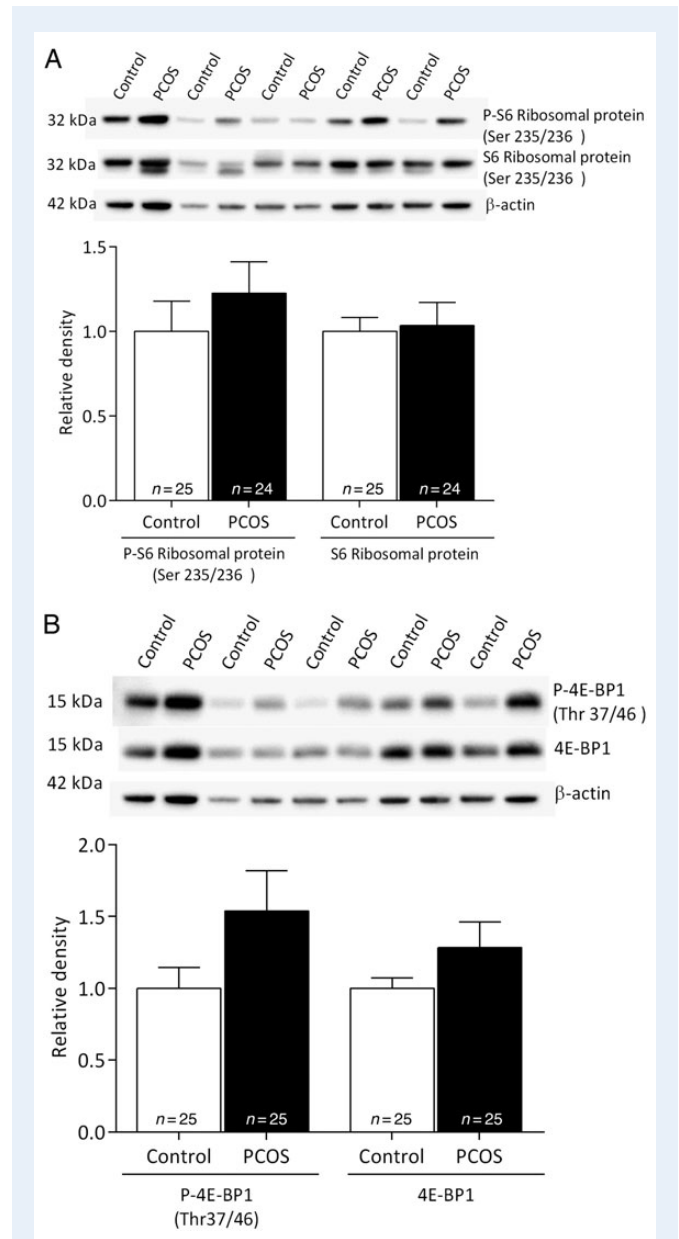 A
Control PCOS Control PCOS Control PCOS Control PCOS Control PCOS
32 kDa P-S6 Ribosomal protein
(Ser 235/236 )
32 kDa S6 Ribosomal protein
(Ser 235/236 )
42 kDa β-actin
1.5
1.0
0.5
0.0
Relative density
n=25 n=24 n=25 n=24
Control PCOS Control PCOS
P-S6 Ribosomal protein S6 Ribosomal protein
(Ser 235/236 )
B
Control PCOS Control PCOS Control PCOS Control PCOS Control PCOS
15 kDa P-4E-BP1
(Thr 37/46 )
15 kDa 4E-BP1
42 kDa β-actin
2.0
1.5
1.0
0.5
0.0
Relative density
n=25 n=25 n=25 n=25
Control PCOS Control PCOS
P-4E-BP1 4E-BP1
(Thr37/46)